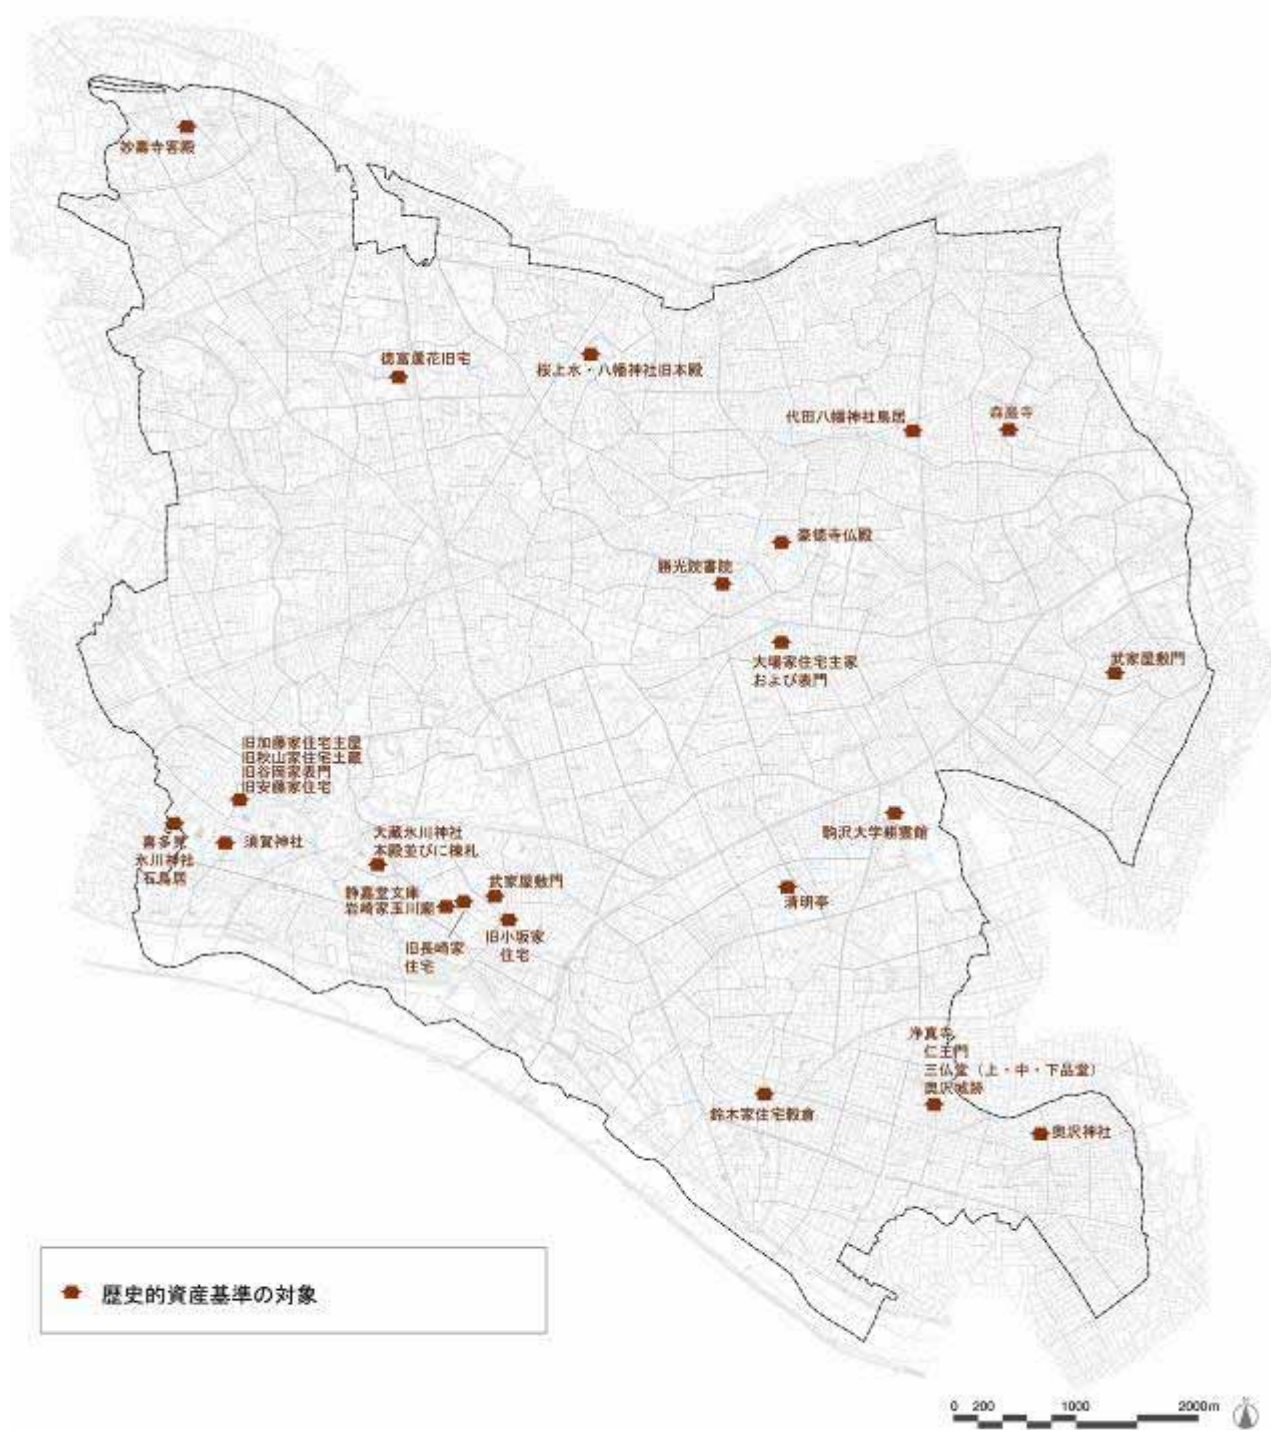 妙壽寺客殿
徳富蘆花旧宅
桜上水・八幡神社旧本殿
代田八幡神社鳥居
森巌寺
豪徳寺仏殿
勝光院書院
大場家住宅主家
および表門
武家屋敷門
旧加藤家住宅主屋
旧秋山家住宅土蔵
旧谷岡家表門
旧安藤家住宅
喜多見
氷川神社
石鳥居
須賀神社
大蔵氷川神社
本殿並びに棟札
静嘉堂文庫
岩崎家玉川廟
旧長崎家
住宅
武家屋敷門
旧小坂家
住宅
駒沢大学耕雲館
清明亭
浄真寺
仁王門
三仏堂（上・中・下品堂）
奥沢城跡
鈴木家住宅穀倉
奥沢神社
歴史的資産基準の対象
0 200 1000 2000m
N